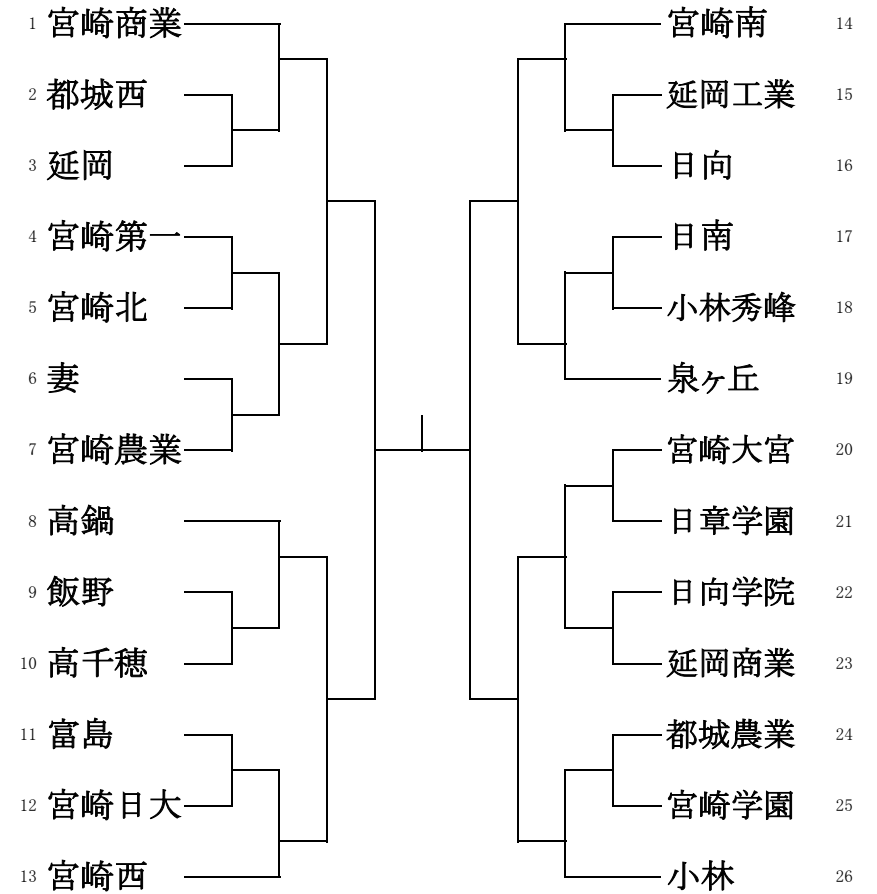 1 宮崎商業
2 都城西
3 延岡
4 宮崎第一
5 宮崎北
6 妻
7 宮崎農業
8 高鍋
9 飯野
10 高千穂
11 富島
12 宮崎日大
13 宮崎西
宮崎南 14
延岡工業 15
日向 16
日南 17
小林秀峰 18
泉ヶ丘 19
宮崎大宮 20
日章学園 21
日向学院 22
延岡商業 23
都城農業 24
宮崎学園 25
小林 26